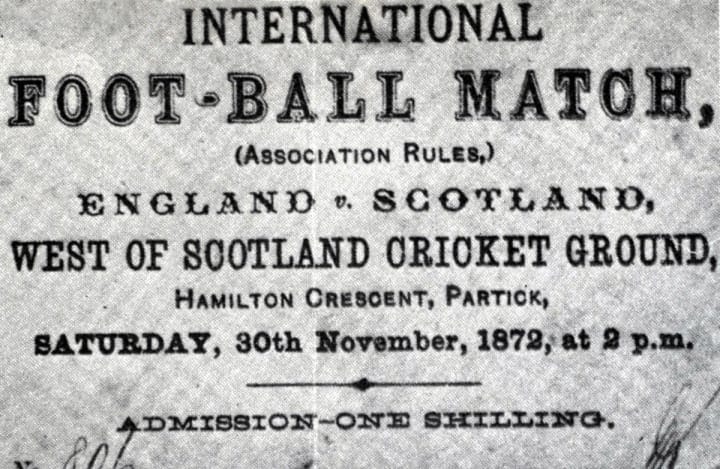 INTERNATIONAL
FOOT-BALL MATCH,
(ASSOCIATION RULES,)
ENGLAND v. SCOTLAND,
WEST OF SCOTLAND CRICKET GROUND,
HAMILTON CRESCENT, PARTICK,
SATURDAY, 30th November, 1872, at 2 p.m.
ADMISSION-ONE SHILLING.